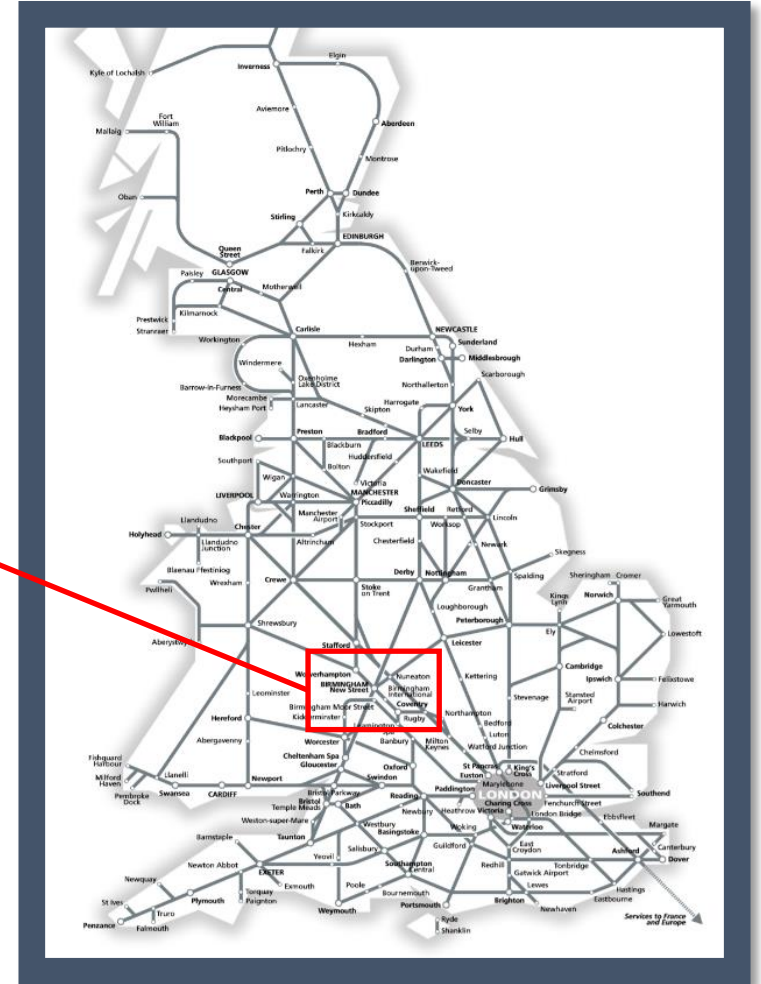 Elgin
Inverness
Kyle of Lochalsh
Aviemore
Fort
William
Aberdeen
Mallaig
Pitlochry
Montrose
Perth
Dundee
Oban
Stirling
Kirkcaldy
EDINBURGH
Queen
Street
Falkirk
Berwick-
upon-Tweed
Paisley
GLASGOW
Central
Motherwell
Prestwick
Kilmarnock
Stranraer
Carlisle
NEWCASTLE
Workington
Hexham
Sunderland
Durham
Darlington
Middlesbrough
Windermere
Scarborough
Oxenholme
Lake District
Barrow-in-Furness
Northallerton
Morecambe
Lancaster
Harrogate
Heysham Port
Skipton
York
Blackpool
Preston
Bradford
Selby
Blackburn
LEEDS
Hull
Huddersfield
Southport
Bolton
Wakefield
Wigan
Victoria
Doncaster
LIVERPOOL
Warrington
MANCHESTER
Piccadilly
Grimsby
Manchester
Airport
Sheffield
Retford
Llandudno
Stockport
Worksop
Lincoln
Holyhead
Chester
Llandudno
Junction
Altrincham
Chesterfield
Newark
Skegness
Blaenau Ffestiniog
Derby
Nottingham
Pwllheli
Wrexham
Crewe
Stoke
on Trent
Grantham
Spalding
Sheringham
Cromer
Kings
Lynn
Norwich
Great
Yarmouth
Loughborough
Shrewsbury
Peterborough
Aberystwyth
Stafford
Leicester
Ely
Lowestoft
Wolverhampton
BIRMINGHAM
New Street
Nuneaton
Birmingham
International
Kettering
Cambridge
Ipswich
Felixstowe
Leominster
Birmingham Moor Street
Coventry
Stevenage
Stansted
Airport
Harwich
Hereford
Kidderminster
Rugby
Northampton
Leamington
Spa
Bedford
Colchester
Abergavenny
Worcester
Banbury
Milton
Keynes
Luton
Watford Junction
Chelmsford
Fishguard
Harbour
Cheltenham Spa
Gloucester
Oxford
St Pancras
King's
Cross
Euston
Stratford
Milford
Haven
Llanelli
Newport
Swindon
Marylebone
Liverpool Street
Pembroke
Dock
Swansea
CARDIFF
Bristol Parkway
Reading
Paddington
LONDON
Southend
Bristol
Temple Meads
Bath
Newbury
Heathrow
Victoria
Charing Cross
Fenchurch Street
London Bridge
Ebbsfleet
Weston-super-Mare
Westbury
Waterloo
Margate
Barnstaple
Taunton
Basingstoke
Woking
East
Croydon
Canterbury
Salisbury
Guildford
Ashford
Dover
Newton Abbot
Yeovil
Southampton
Central
Redhill
Tonbridge
EXETER
Gatwick Airport
Newquay
Exmouth
Poole
Lewes
Hastings
St Ives
Plymouth
Torquay
Paignton
Bournemouth
Eastbourne
Truro
Weymouth
Portsmouth
Brighton
Newhaven
Penzance
Falmouth
Ryde
Shanklin
Services to France
and Europe